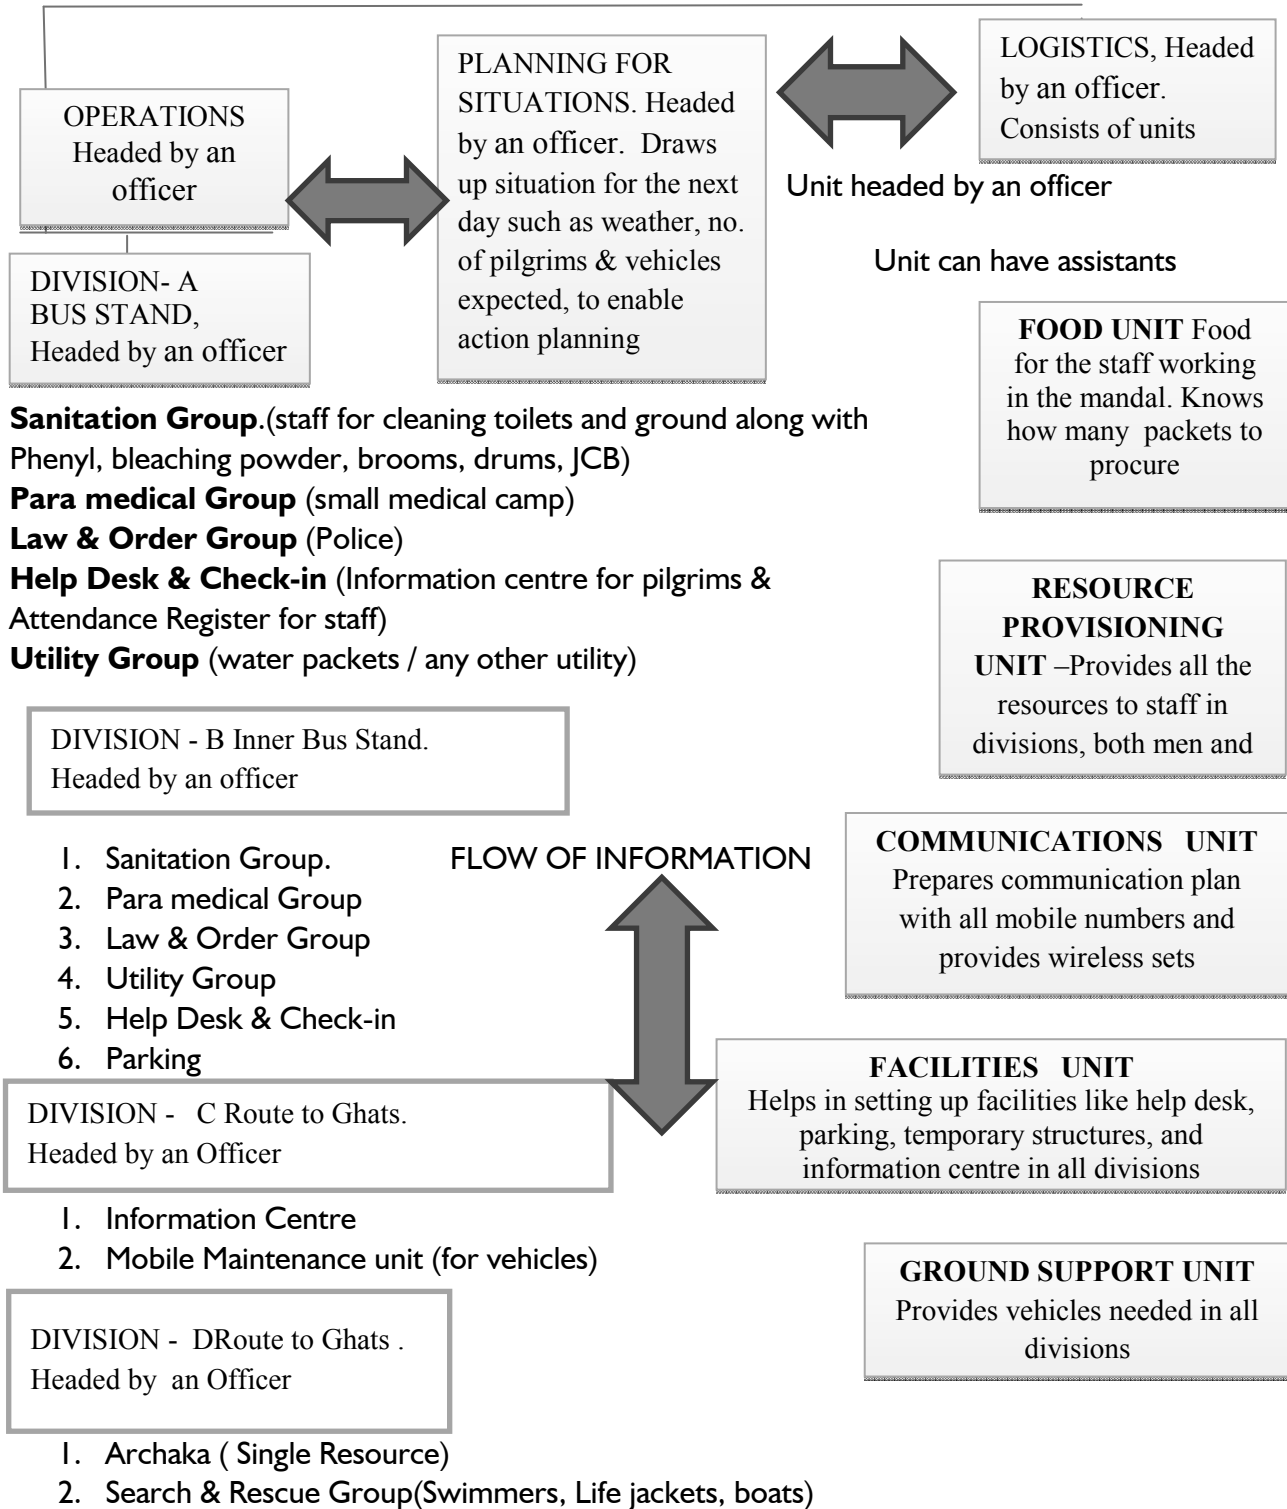 OPERATIONS
Headed by an
officer
PLANNING FOR
SITUATIONS. Headed
by an officer.  Draws
up situation for the next
day such as weather, no.
of pilgrims & vehicles
expected, to enable
action planning
LOGISTICS, Headed
by an officer.
Consists of units
Unit headed by an officer
Unit can have assistants
DIVISION- A
BUS STAND,
Headed by an officer
FOOD UNIT Food
for the staff working
in the mandal. Knows
how many  packets to
procure
Sanitation Group.(staff for cleaning toilets and ground along with
Phenyl, bleaching powder, brooms, drums, JCB)
Para medical Group (small medical camp)
Law & Order Group (Police)
Help Desk & Check-in (Information centre for pilgrims &
Attendance Register for staff)
Utility Group (water packets / any other utility)
RESOURCE
PROVISIONING
UNIT –Provides all the
resources to staff in
divisions, both men and
DIVISION - B Inner Bus Stand.
Headed by an officer
1. Sanitation Group.
2. Para medical Group
3. Law & Order Group
4. Utility Group
5. Help Desk & Check-in
6. Parking
FLOW OF INFORMATION
COMMUNICATIONS   UNIT
Prepares communication plan
with all mobile numbers and
provides wireless sets
FACILITIES   UNIT
Helps in setting up facilities like help desk,
parking, temporary structures, and
information centre in all divisions
DIVISION -   C Route to Ghats.
Headed by an Officer
1. Information Centre
2. Mobile Maintenance unit (for vehicles)
GROUND SUPPORT UNIT
Provides vehicles needed in all
divisions
DIVISION -  DRoute to Ghats .
Headed by  an Officer
1. Archaka ( Single Resource)
2. Search & Rescue Group(Swimmers, Life jackets, boats)